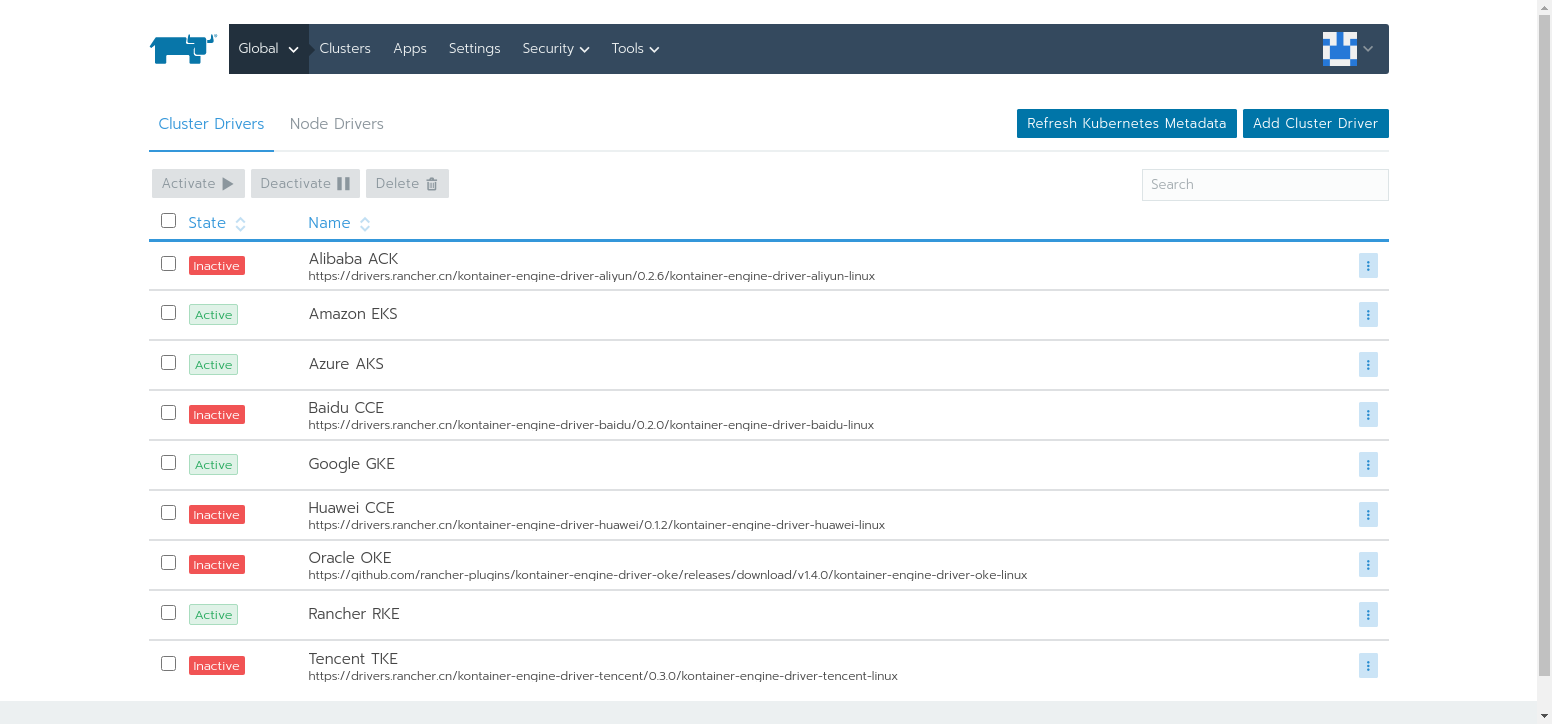 Global Clusters Apps Settings Security Tools
Cluster Drivers Node Drivers Refresh Kubernetes Metadata Add Cluster Driver
Activate Deactivate Delete Search
State Name
Inactive Alibaba ACK
https://drivers.rancher.cn/kontainer-engine-driver-aliyun/0.2.6/kontainer-engine-driver-aliyun-linux
Active Amazon EKS
Active Azure AKS
Inactive Baidu CCE
https://drivers.rancher.cn/kontainer-engine-driver-baidu/0.2.0/kontainer-engine-driver-baidu-linux
Active Google GKE
Inactive Huawei CCE
https://drivers.rancher.cn/kontainer-engine-driver-huawei/0.1.2/kontainer-engine-driver-huawei-linux
Inactive Oracle OKE
https://github.com/rancher-plugins/kontainer-engine-driver-oke/releases/download/v1.4.0/kontainer-engine-driver-oke-linux
Active Rancher RKE
Inactive Tencent TKE
https://drivers.rancher.cn/kontainer-engine-driver-tencent/0.3.0/kontainer-engine-driver-tencent-linux